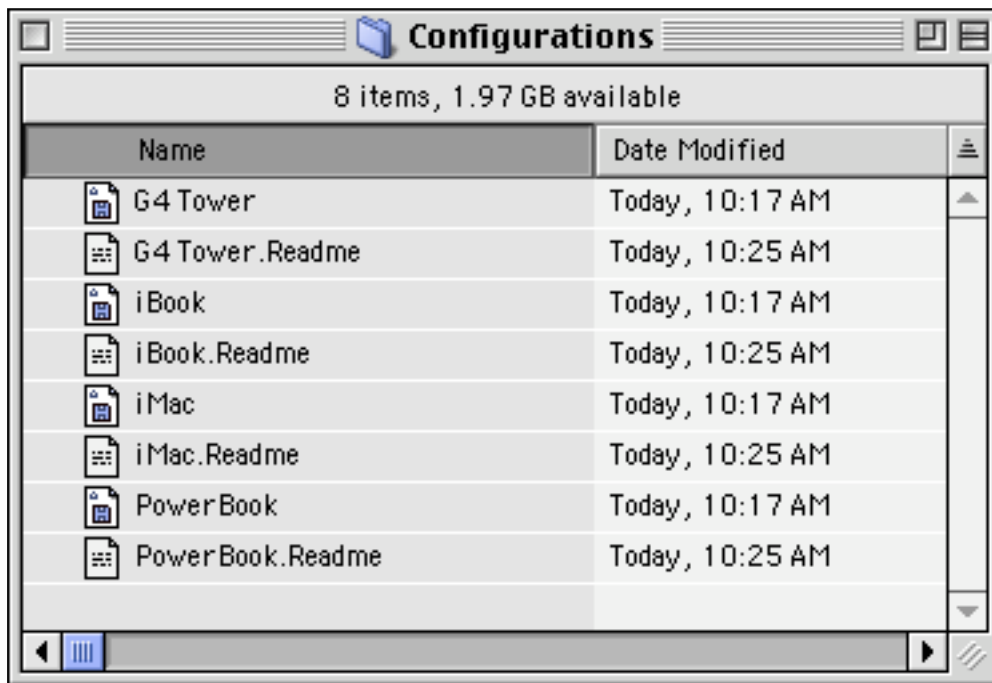 Configurations
8 items, 1.97 GB available
Name Date Modified
G4 Tower Today, 10:17 AM
G4 Tower.Readme Today, 10:25 AM
iBook Today, 10:17 AM
iBook.Readme Today, 10:25 AM
iMac Today, 10:17 AM
iMac.Readme Today, 10:25 AM
PowerBook Today, 10:17 AM
PowerBook.Readme Today, 10:25 AM